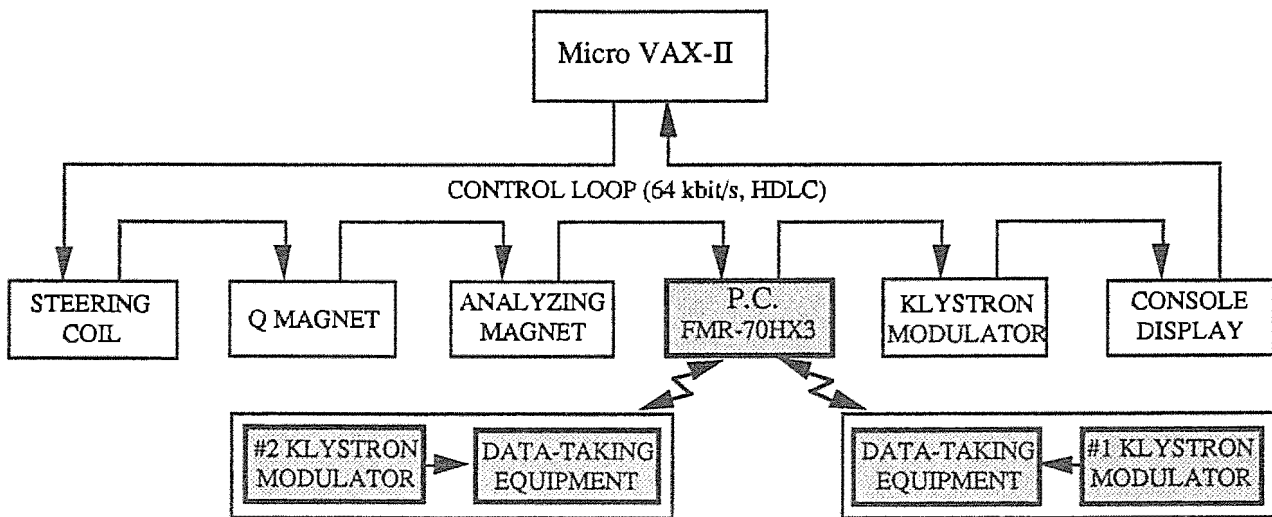 Micro VAX-II
CONTROL LOOP (64 kbit/s, HDLC)
STEERING
COIL
Q MAGNET
ANALYZING
MAGNET
P.C.
FMR-70HX3
KLYSTRON
MODULATOR
CONSOLE
DISPLAY
#2 KLYSTRON
MODULATOR
DATA-TAKING
EQUIPMENT
DATA-TAKING
EQUIPMENT
#1 KLYSTRON
MODULATOR